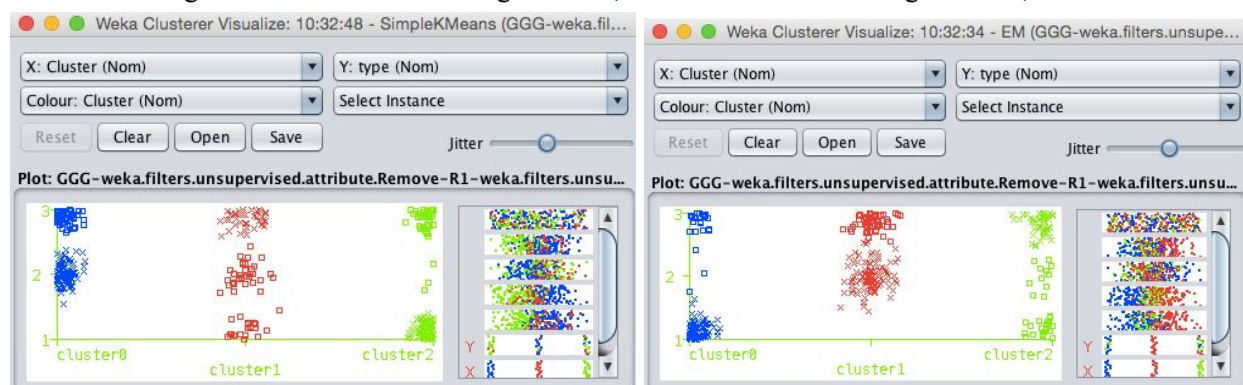 Weka Clusterer Visualize: 10:32:48 - SimpleKMeans (GGG-weka.fil...
X: Cluster (Nom)
Y: type (Nom)
Colour: Cluster (Nom)
Select Instance
Reset
Clear
Open
Save
Jitter
Plot: GGG-weka.filters.unsupervised.attribute.Remove-R1-weka.filters.unsu...
3
2
1
cluster0
cluster1
cluster2
Y
X
Weka Clusterer Visualize: 10:32:34 - EM (GGG-weka.filters.unsupe...
X: Cluster (Nom)
Y: type (Nom)
Colour: Cluster (Nom)
Select Instance
Reset
Clear
Open
Save
Jitter
Plot: GGG-weka.filters.unsupervised.attribute.Remove-R1-weka.filters.unsu...
3
2
1
cluster0
cluster1
cluster2
Y
X